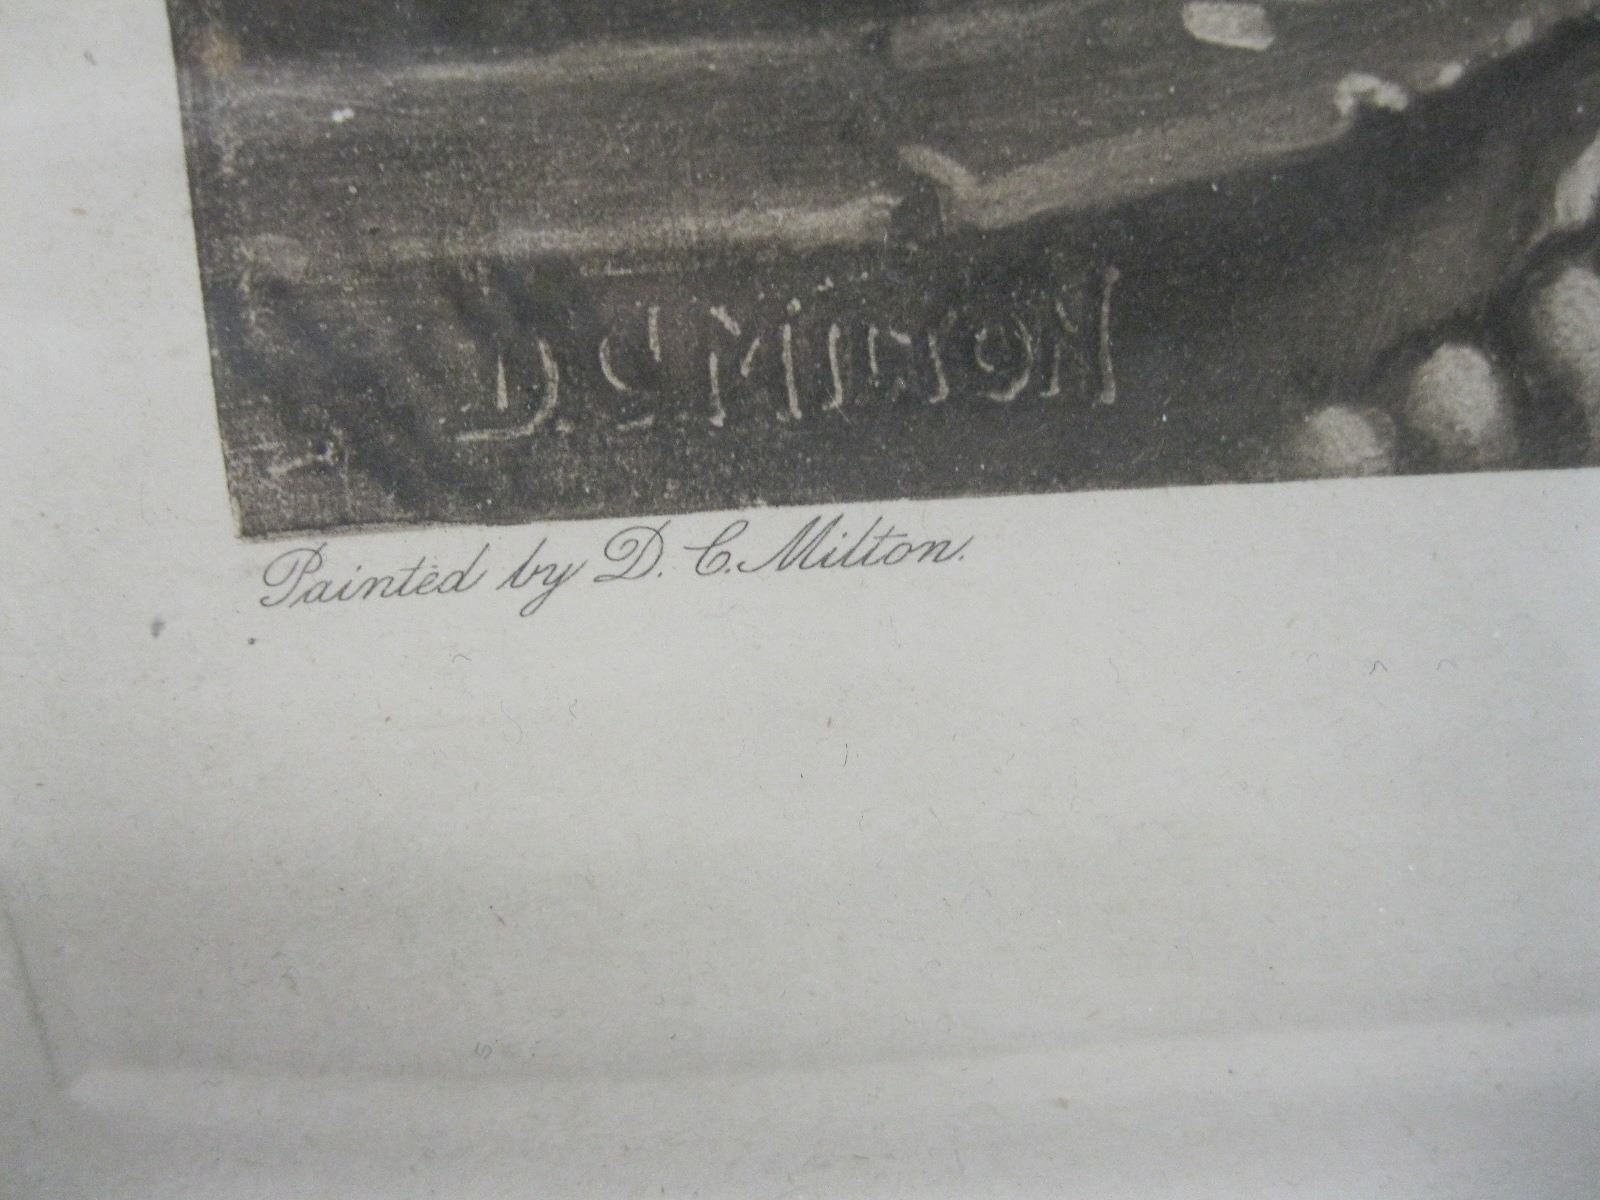 D.C MILTON
Painted by D. C. Milton.